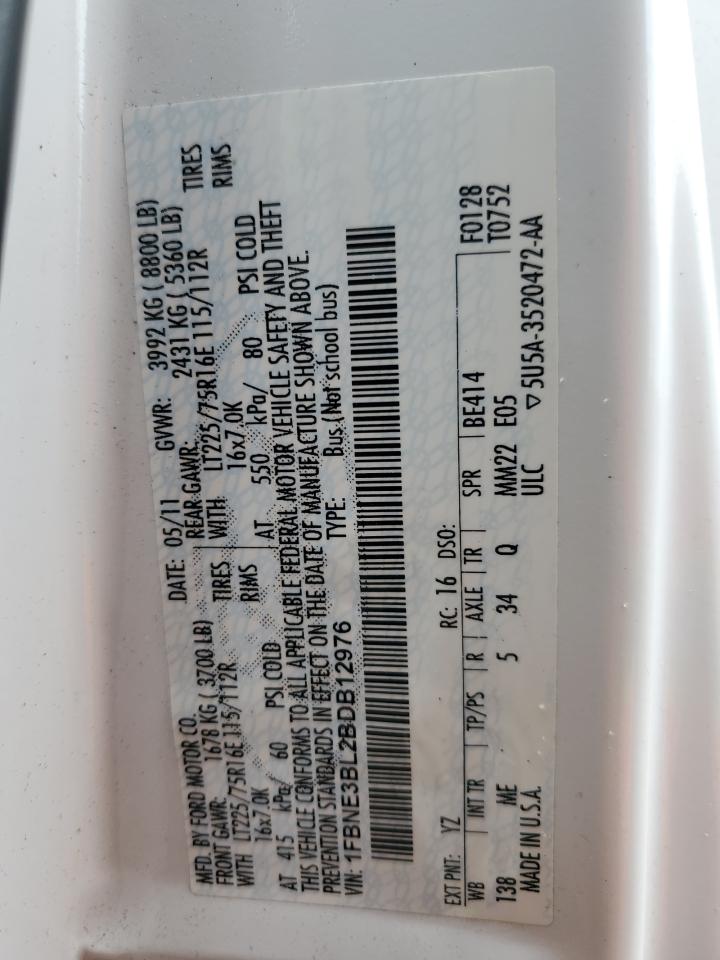 MFD. BY FORD MOTOR CO.
DATE: 05/11 GVWR: 3992 KG ( 8800 LB)
FRONT GAWR: 1678 KG ( 3700 LB) REAR GAWR: 2431 KG ( 5360 LB)
WITH LT225/75R16E 115/112R TIRES WITH: LT225/75R16E 115/112R TIRES
16x7.0K RIMS 16x7.0K RIMS
AT 415 kPa/ 60 PSI COLD AT 550 kPa/ 80 PSI COLD
THIS VEHICLE CONFORMS TO ALL APPLICABLE FEDERAL MOTOR VEHICLE SAFETY AND THEFT
PREVENTION STANDARDS IN EFFECT ON THE DATE OF MANUFACTURE SHOWN ABOVE.
VIN: 1FBNE3BL2BDB12976 TYPE: Bus (Not school bus)
EXT PNT: YZ RC: 16 DSO: F0128
WB INT TR TP/PS R AXLE TR SPR BE414 T0752
138 ME 5 34 Q MM22 E05
MADE IN U.S.A. ULC ▽5U5A-3520472-AA